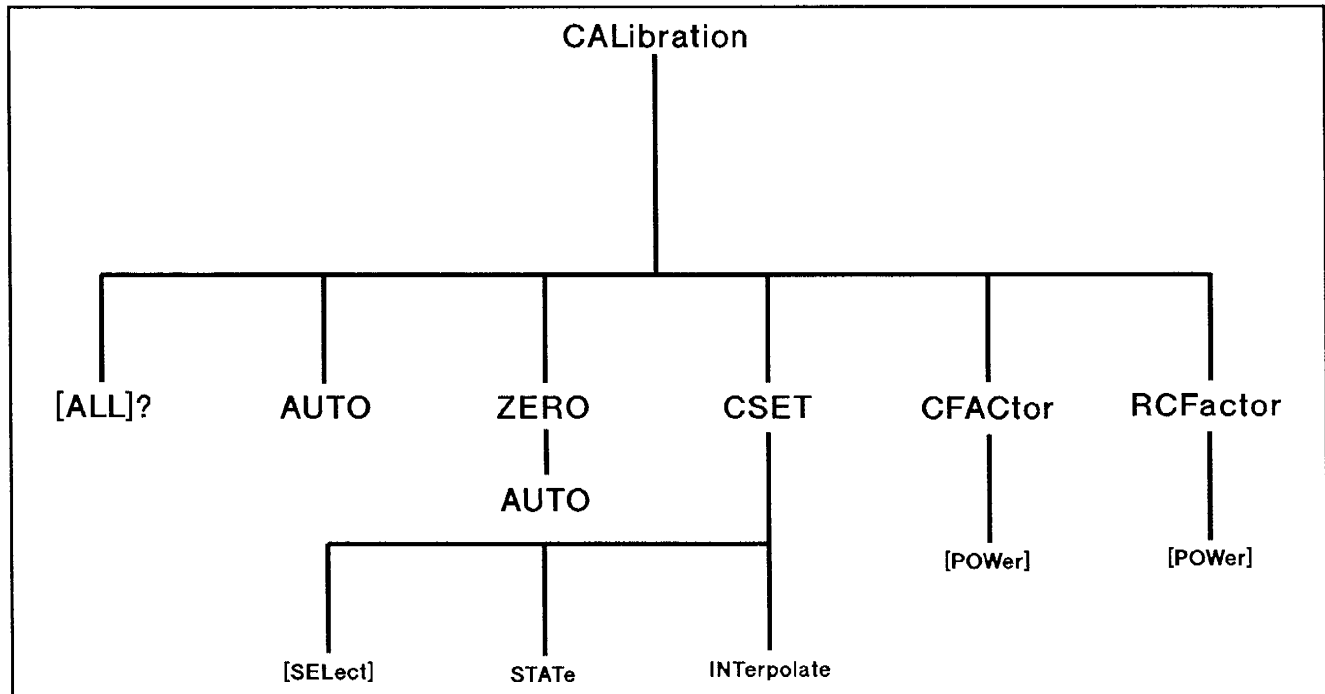 CALibration
[ALL]? AUTO ZERO CSET CFACtor RCFactor
AUTO
[POWer] [POWer]
[SELect] STATe INTerpolate